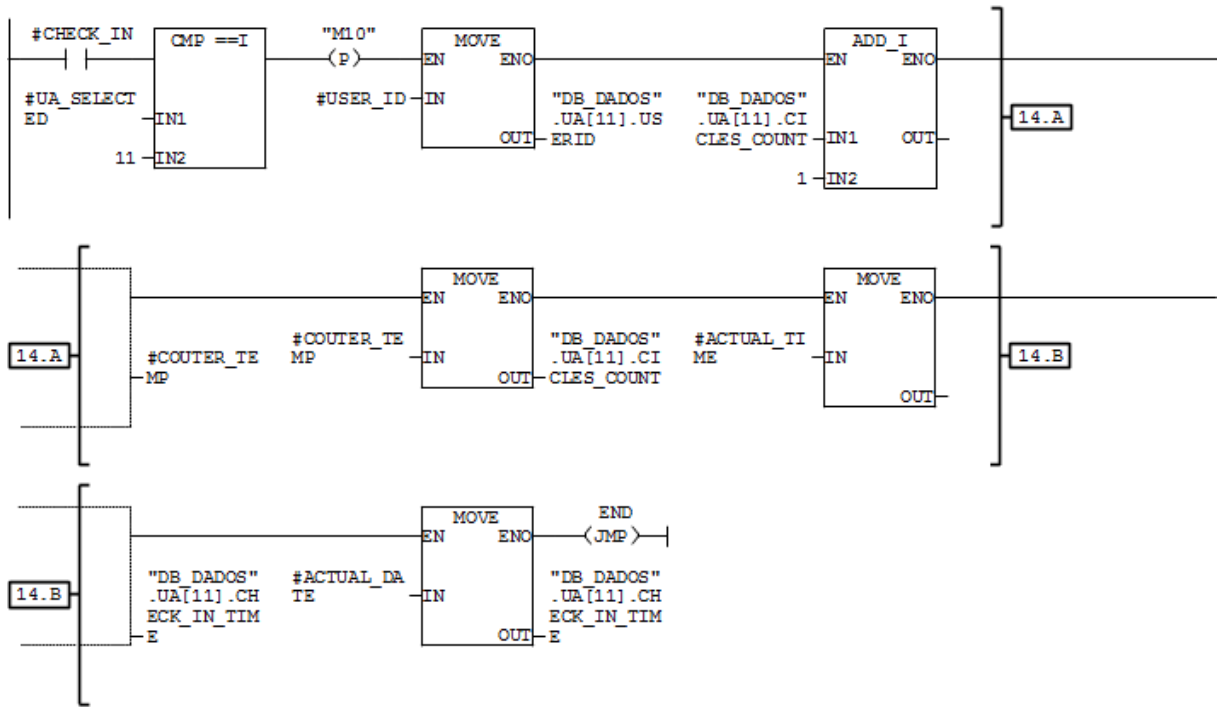 #CHECK_IN CMP ==I "M10" MOVE ADD_I
(P) EN ENO EN ENO
#UA_SELECT #USER_ID IN "DB_DADOS" "DB_DADOS"
ED IN1 .UA[11].US .UA[11].CI 14.A
OUT ERID CLES_COUNT IN1 OUT
11 IN2
1 IN2
MOVE MOVE
EN ENO EN ENO
#COUTER_TE "DB_DADOS" #ACTUAL_TI
14.A #COUTER_TE MP IN .UA[11].CI ME IN 14.B
MP OUT CLES_COUNT
OUT
MOVE END
EN ENO (JMP)
"DB_DADOS" #ACTUAL_DA "DB_DADOS"
14.B .UA[11].CH TE IN .UA[11].CH
ECK_IN_TIM ECK_IN_TIM
E OUT E